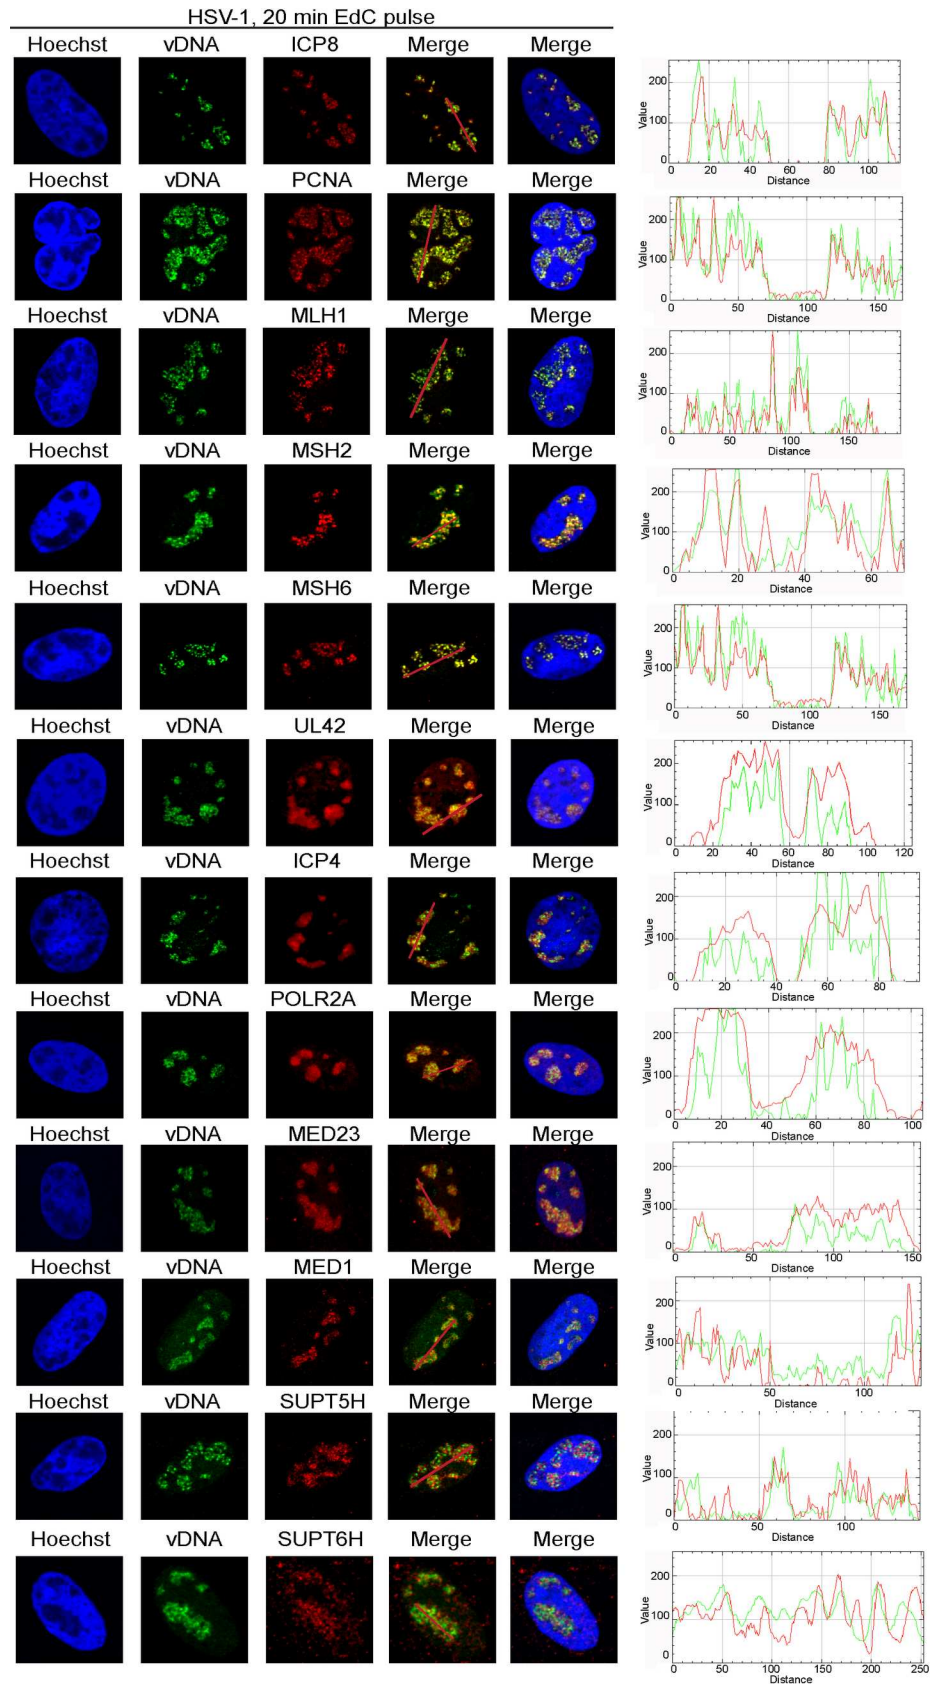 HSV-1, 20 min EdC pulse
Hoechst vDNA ICP8 Merge Merge
200 100 0 Value
0 20 40 60 80 100
Distance
Hoechst vDNA PCNA Merge Merge
200 100 0 Value
0 50 100 150
Distance
Hoechst vDNA MLH1 Merge Merge
200 100 0 Value
0 50 100 150
Distance
Hoechst vDNA MSH2 Merge Merge
200 100 0 Value
0 20 40 60
Distance
Hoechst vDNA MSH6 Merge Merge
200 100 0 Value
0 50 100 150
Distance
Hoechst vDNA UL42 Merge Merge
200 100 0 Value
0 20 40 60 80 100 120
Distance
Hoechst vDNA ICP4 Merge Merge
200 100 0 Value
0 20 40 60 80
Distance
Hoechst vDNA POLR2A Merge Merge
200 100 0 Value
0 20 40 60 80 100
Distance
Hoechst vDNA MED23 Merge Merge
200 100 0 Value
0 50 100 150
Distance
Hoechst vDNA MED1 Merge Merge
200 100 0 Value
0 50 100
Distance
Hoechst vDNA SUPT5H Merge Merge
200 100 0 Value
0 50 100
Distance
Hoechst vDNA SUPT6H Merge Merge
200 100 0 Value
0 50 100 150 200 250
Distance